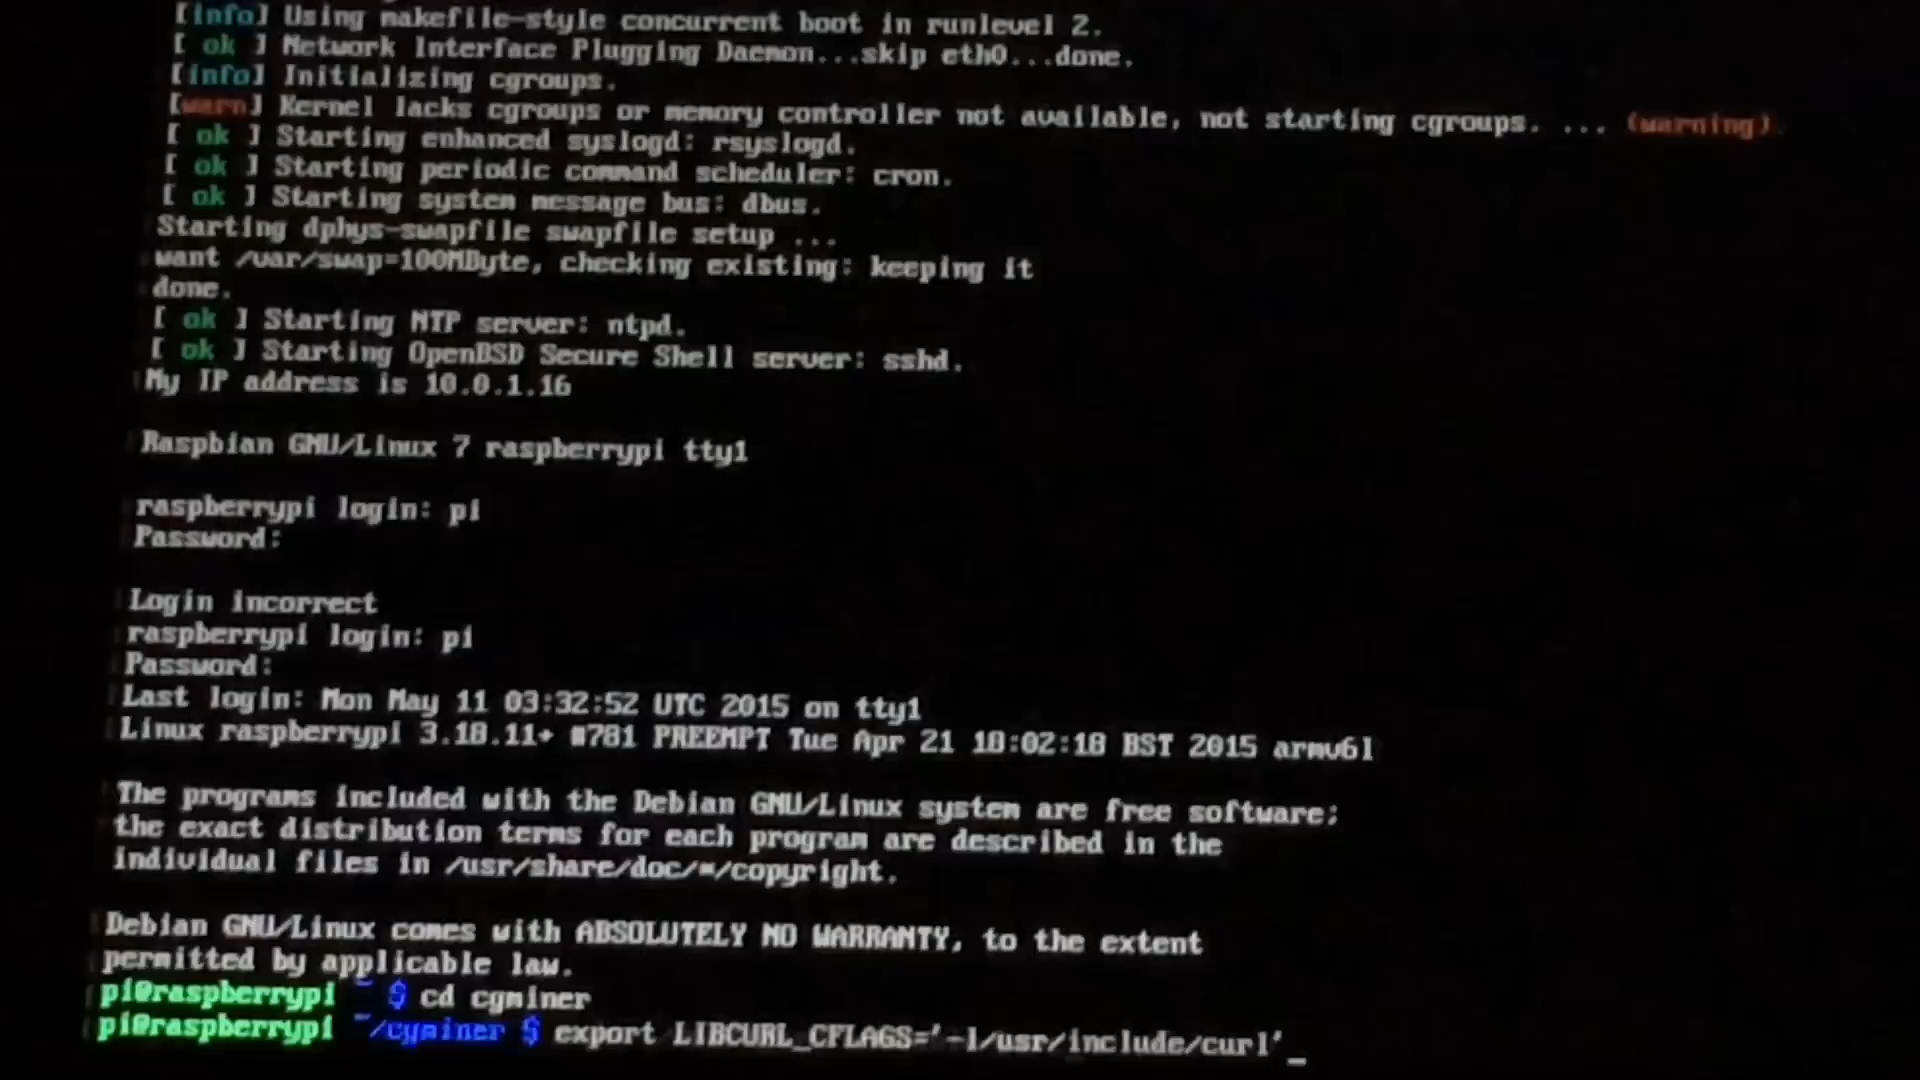 [info] Using makefile-style concurrent boot in runlevel 2.
[ ok ] Network Interface Plugging Daemon...skip eth0...done.
[info] Initializing cgroups.
[warn] Kernel lacks cgroups or memory controller not available, not starting cgroups. ... (warning).
[ ok ] Starting enhanced syslogd: rsyslogd.
[ ok ] Starting periodic command scheduler: cron.
[ ok ] Starting system message bus: dbus.
Starting dphys-swapfile swapfile setup ...
want /var/swap=100MByte, checking existing: keeping it
done.
[ ok ] Starting NTP server: ntpd.
[ ok ] Starting OpenBSD Secure Shell server: sshd.
My IP address is 10.0.1.16
Raspbian GNU/Linux 7 raspberrypi tty1
raspberrypi login: pi
Password:
Login incorrect
raspberrypi login: pi
Password:
Last login: Mon May 11 03:32:52 UTC 2015 on tty1
Linux raspberrypi 3.18.11+ #781 PREEMPT Tue Apr 21 18:02:18 BST 2015 armv6l
The programs included with the Debian GNU/Linux system are free software;
the exact distribution terms for each program are described in the
individual files in /usr/share/doc/*/copyright.
Debian GNU/Linux comes with ABSOLUTELY NO WARRANTY, to the extent
permitted by applicable law.
pi@raspberrypi ~ $ cd cgminer
pi@raspberrypi ~/cgminer $ export LIBCURL_CFLAGS='-l/usr/include/curl'_